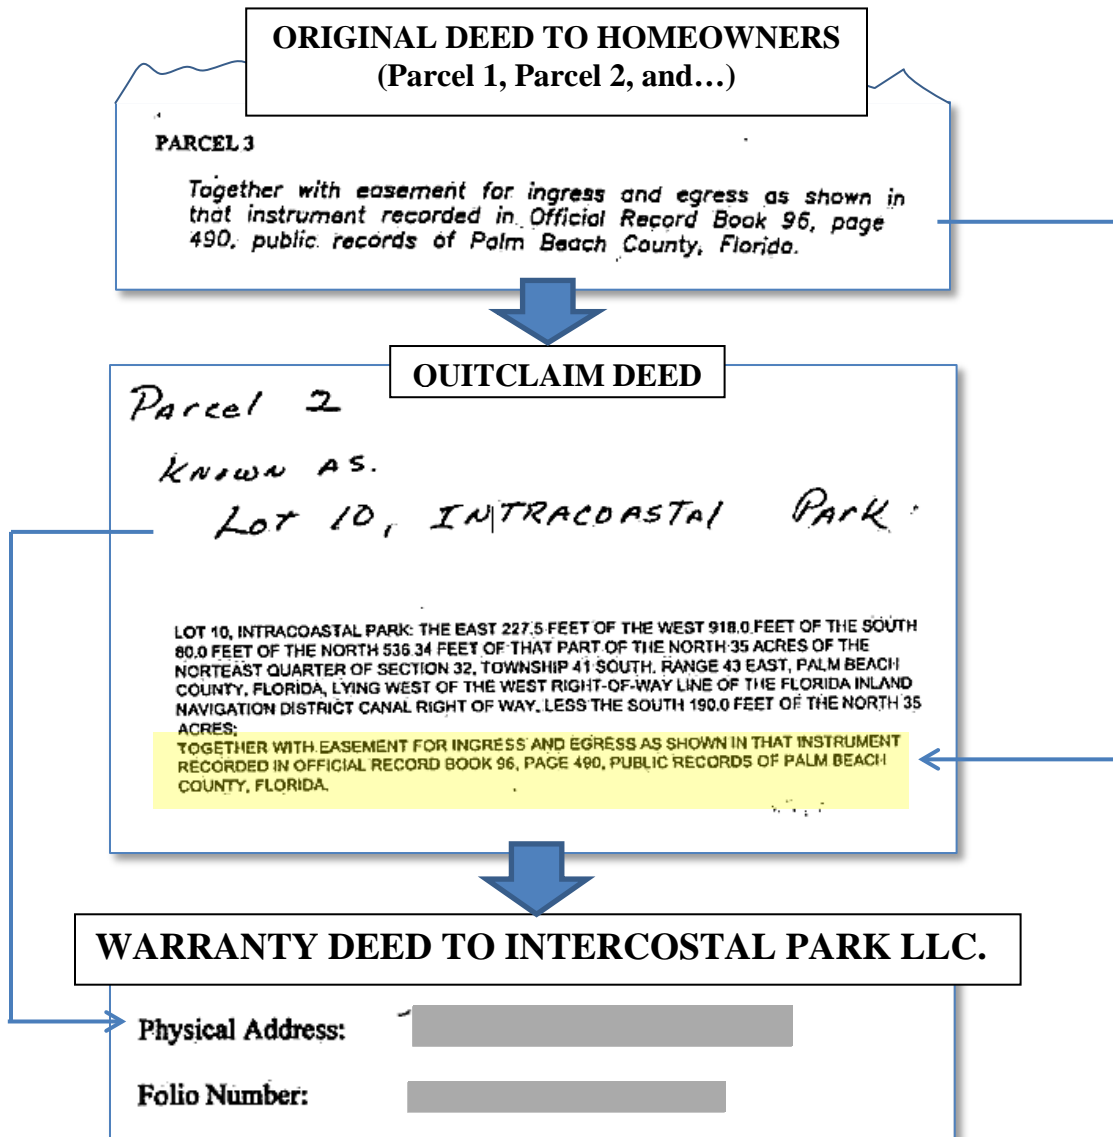 ORIGINAL DEED TO HOMEOWNERS
(Parcel 1, Parcel 2, and…)
PARCEL 3
Together with easement for ingress and egress as shown in
that instrument recorded in Official Record Book 96, page
490, public records of Palm Beach County, Florida.
QUITCLAIM DEED
Parcel 2
KNOWN AS.
LOT 10, INTRACOASTAl PArK.
LOT 10, INTRACOASTAL PARK: THE EAST 227.5 FEET OF THE WEST 918.0 FEET OF THE SOUTH
80.0 FEET OF THE NORTH 536.34 FEET OF THAT PART OF THE NORTH 35 ACRES OF THE
NORTEAST QUARTER OF SECTION 32, TOWNSHIP 41 SOUTH, RANGE 43 EAST, PALM BEACH
COUNTY, FLORIDA, LYING WEST OF THE WEST RIGHT-OF-WAY LINE OF THE FLORIDA INLAND
NAVIGATION DISTRICT CANAL RIGHT OF WAY, LESS THE SOUTH 190.0 FEET OF THE NORTH 35
ACRES;
TOGETHER WITH EASEMENT FOR INGRESS AND EGRESS AS SHOWN IN THAT INSTRUMENT
RECORDED IN OFFICIAL RECORD BOOK 96, PAGE 490, PUBLIC RECORDS OF PALM BEACH
COUNTY, FLORIDA.
WARRANTY DEED TO INTERCOSTAL PARK LLC.
Physical Address:
Folio Number: